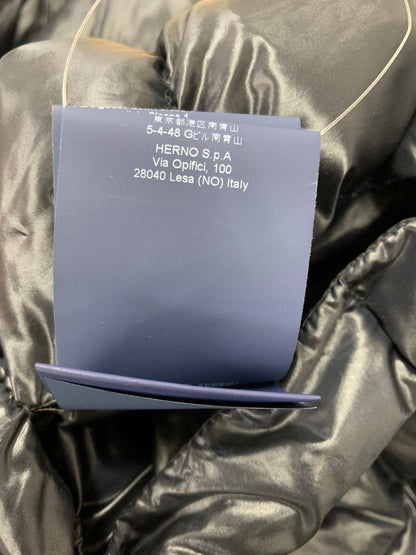 東京都港区南青山
5-4-48 Gビル南青山
HERNO S.p.A
Via Opifici, 100
28040 Lesa (NO) Italy